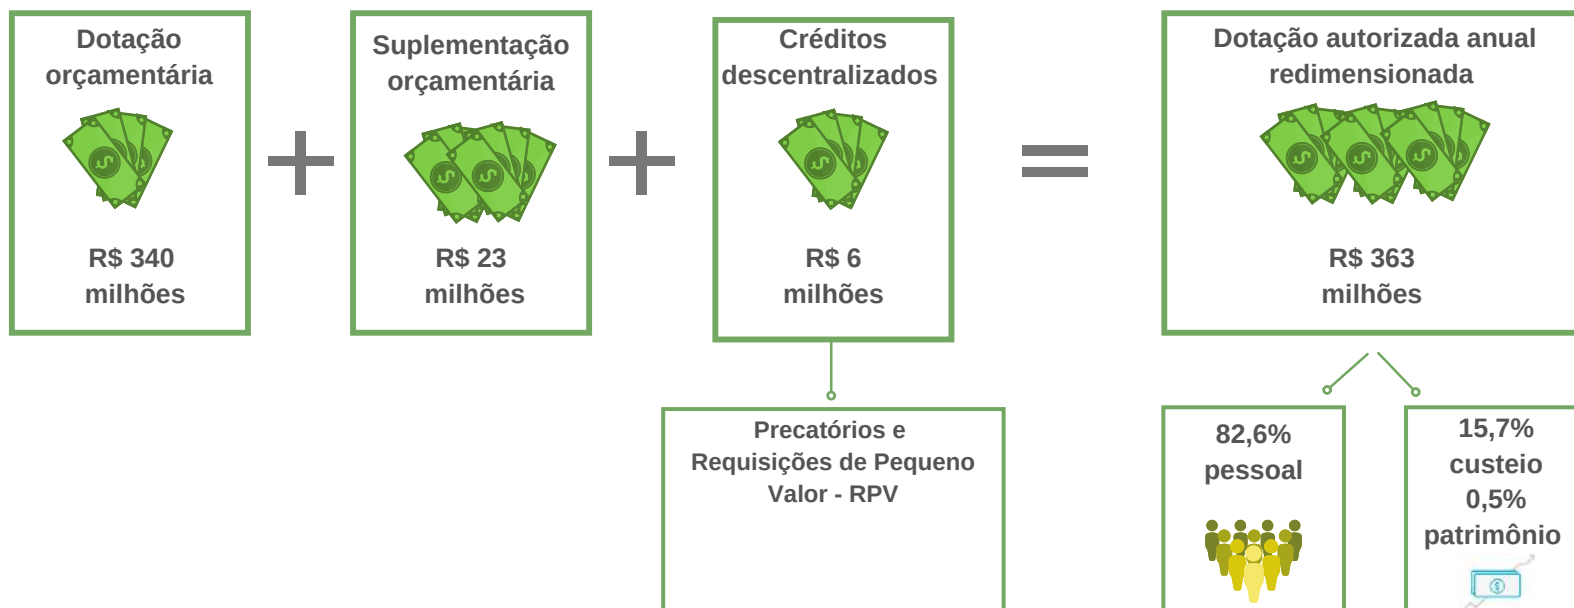 Dotação
orçamentária
R$ 340
milhões
+
Suplementação
orçamentária
R$ 23
milhões
+
Créditos
descentralizados
R$ 6
milhões
=
Dotação autorizada anual
redimensionada
R$ 363
milhões
Precatórios e
Requisições de Pequeno
Valor - RPV
82,6%
pessoal
15,7%
custeio
0,5%
patrimônio